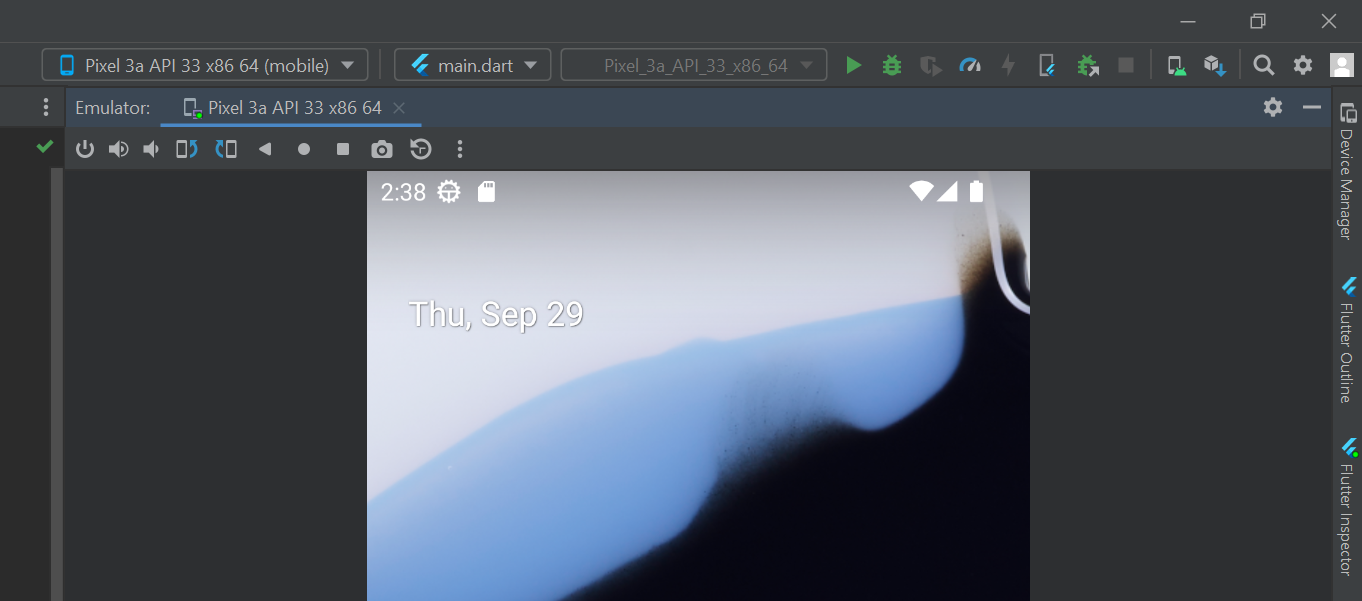 Pixel 3a API 33 x86 64 (mobile) main.dart Pixel_3a_API_33_x86_64
Emulator: Pixel 3a API 33 x86 64
2:38
Thu, Sep 29
Device Manager
Flutter Outline
Flutter Inspector